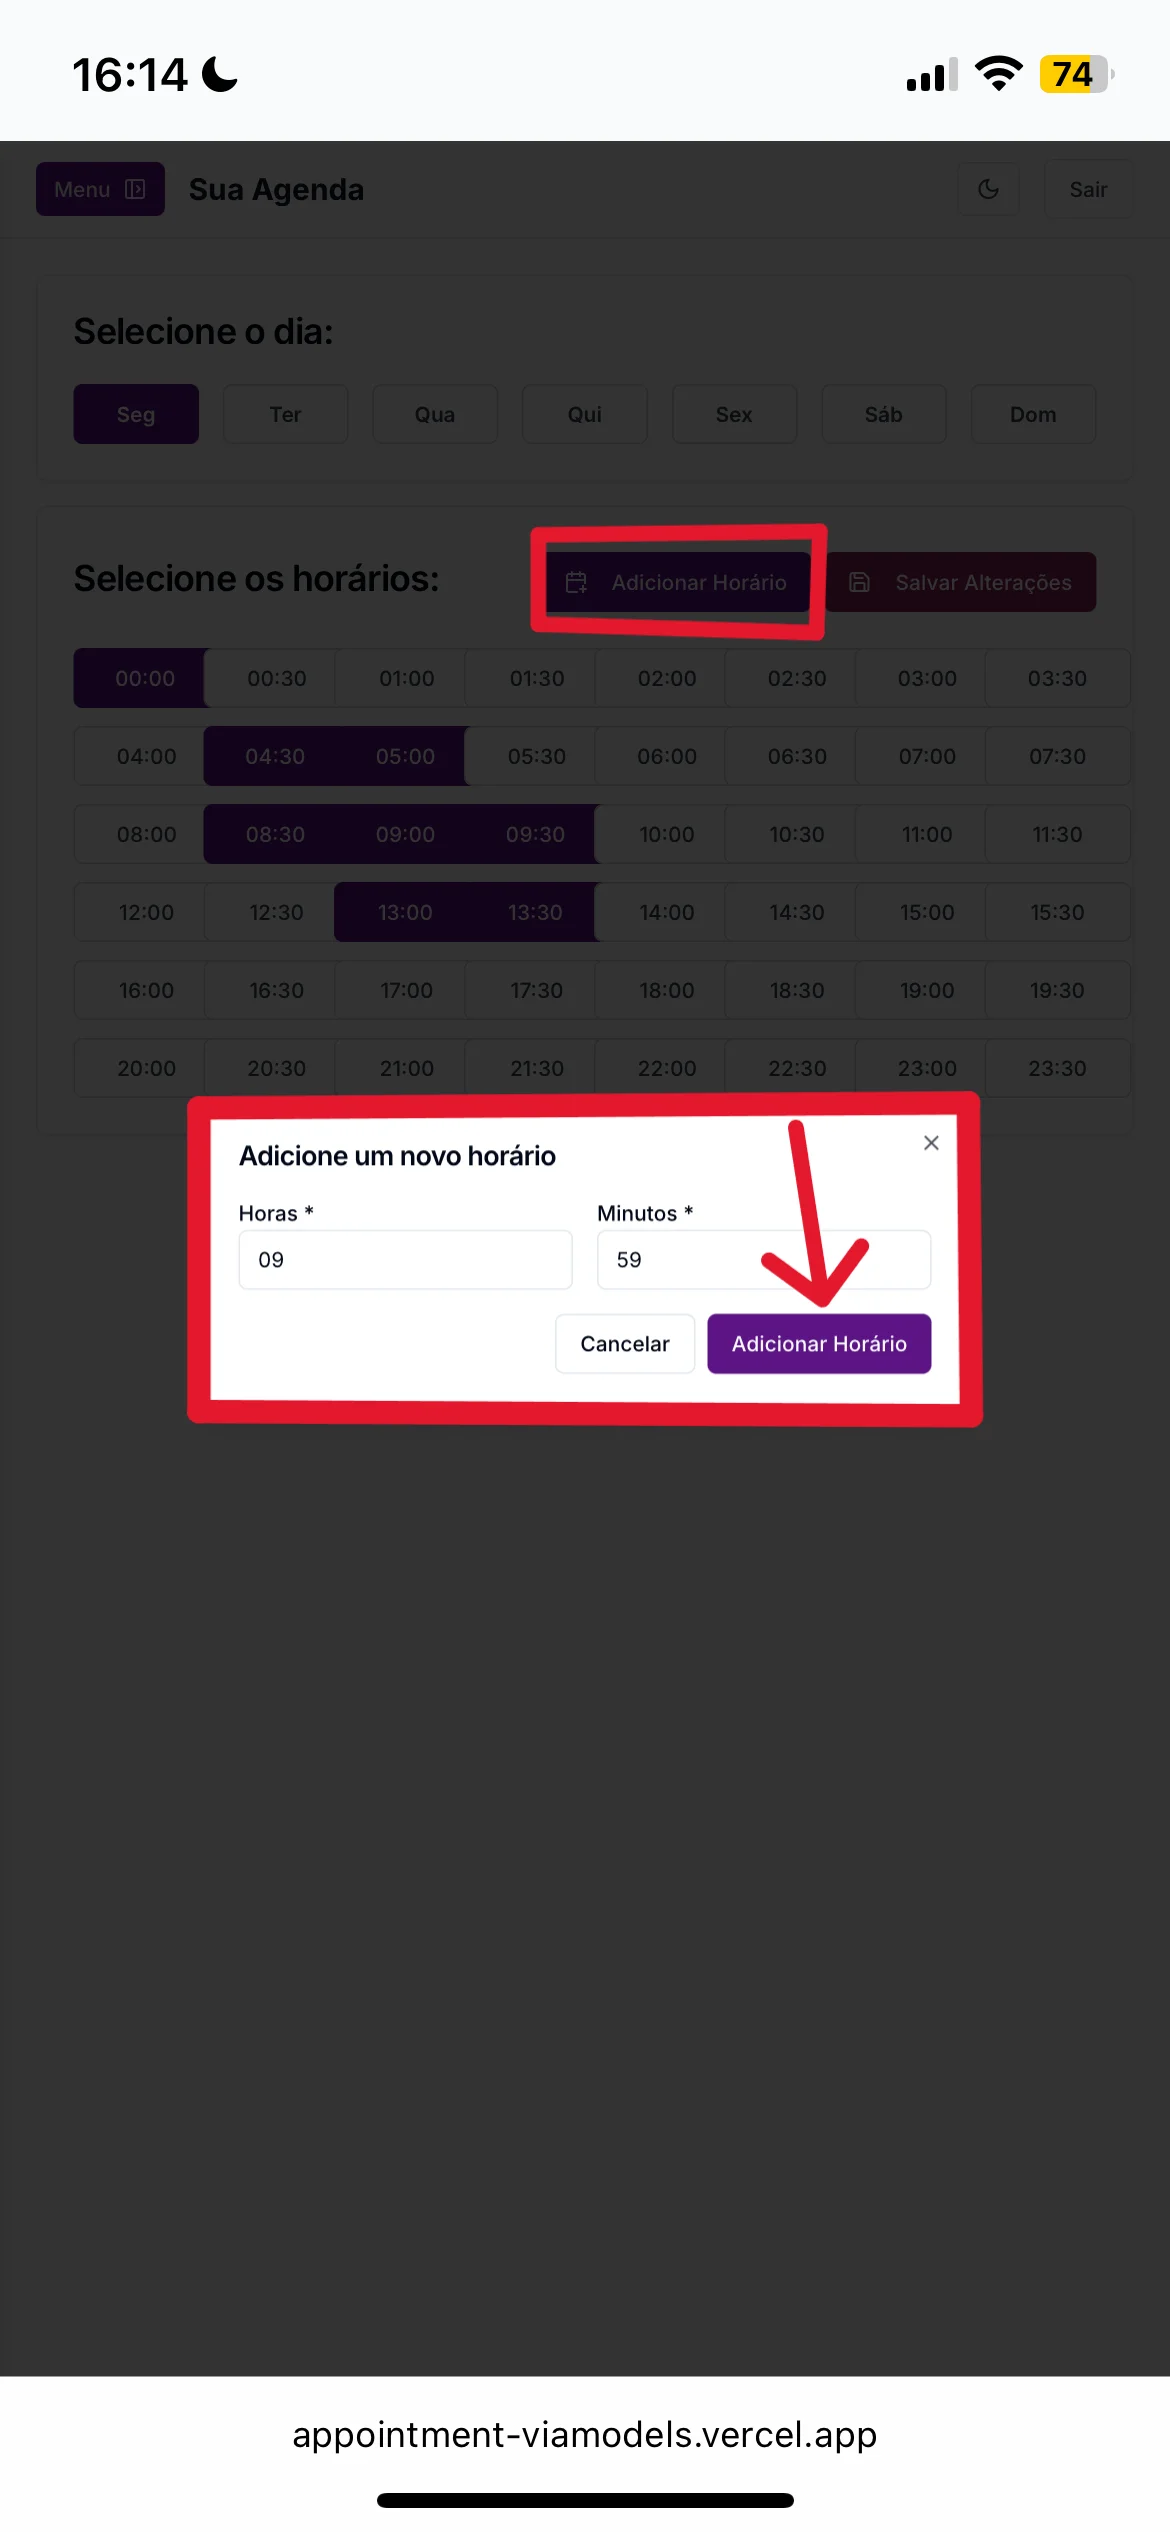 16:14
74
Menu Sua Agenda Sair
Selecione o dia:
Seg Ter Qua Qui Sex Sáb Dom
Selecione os horários: Adicionar Horário Salvar Alterações
00:00 00:30 01:00 01:30 02:00 02:30 03:00 03:30
04:00 04:30 05:00 05:30 06:00 06:30 07:00 07:30
08:00 08:30 09:00 09:30 10:00 10:30 11:00 11:30
12:00 12:30 13:00 13:30 14:00 14:30 15:00 15:30
16:00 16:30 17:00 17:30 18:00 18:30 19:00 19:30
20:00 20:30 21:00 21:30 22:00 22:30 23:00 23:30
Adicione um novo horário
Horas * Minutos *
09 59
Cancelar Adicionar Horário
appointment-viamodels.vercel.app